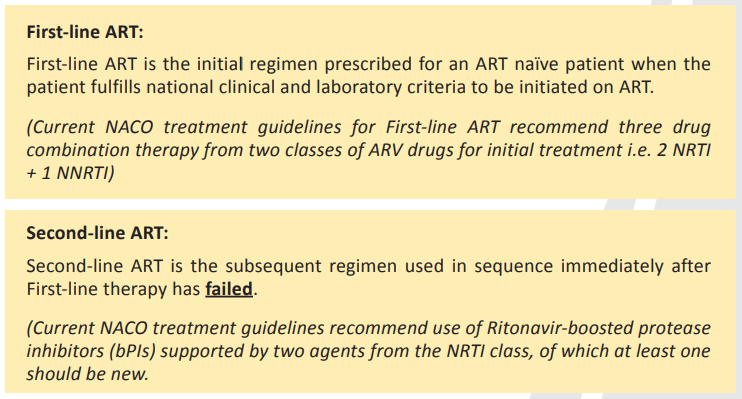 First-line ART:
First-line ART is the initial regimen prescribed for an ART naïve patient when the
patient fulfills national clinical and laboratory criteria to be initiated on ART.
(Current NACO treatment guidelines for First-line ART recommend three drug
combination therapy from two classes of ARV drugs for initial treatment i.e. 2 NRTI
+ 1 NNRTI)
Second-line ART:
Second-line ART is the subsequent regimen used in sequence immediately after
First-line therapy has failed.
(Current NACO treatment guidelines recommend use of Ritonavir-boosted protease
inhibitors (bPIs) supported by two agents from the NRTI class, of which at least one
should be new.